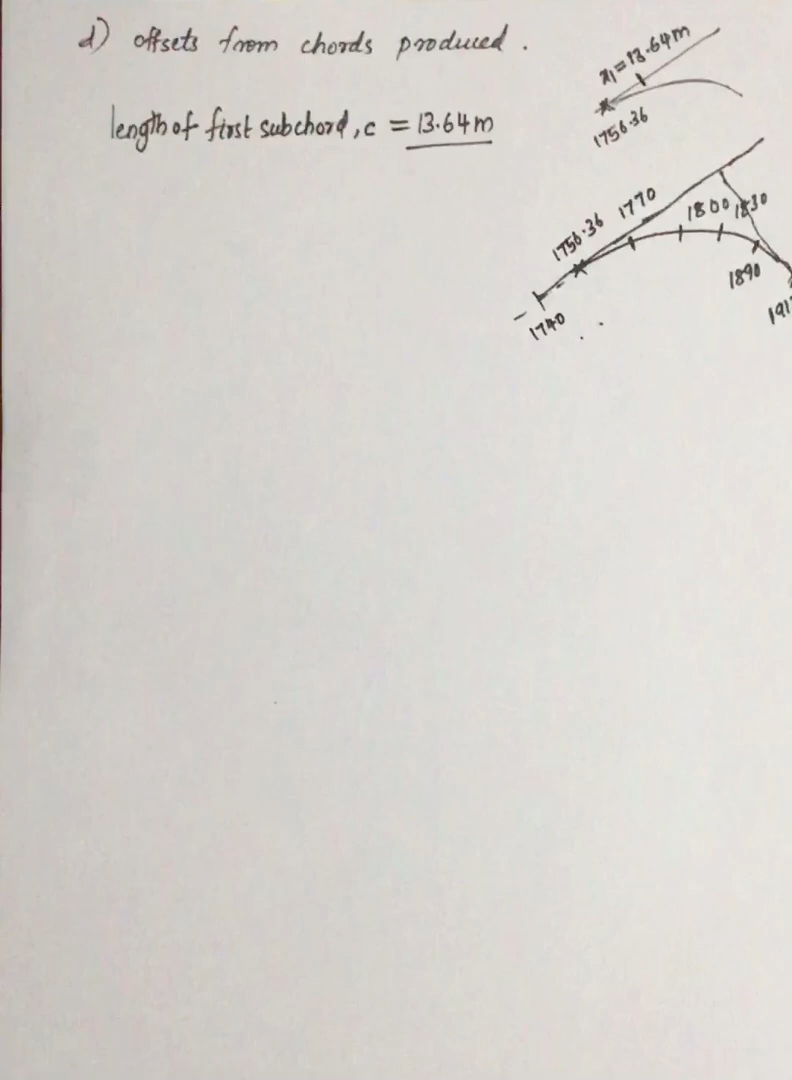 d) offsets from chords produced.
length of first subchord, c = 13.64m
x₁=13.64m
1756.36
1756.36
1770
1800
1830
1890
1740